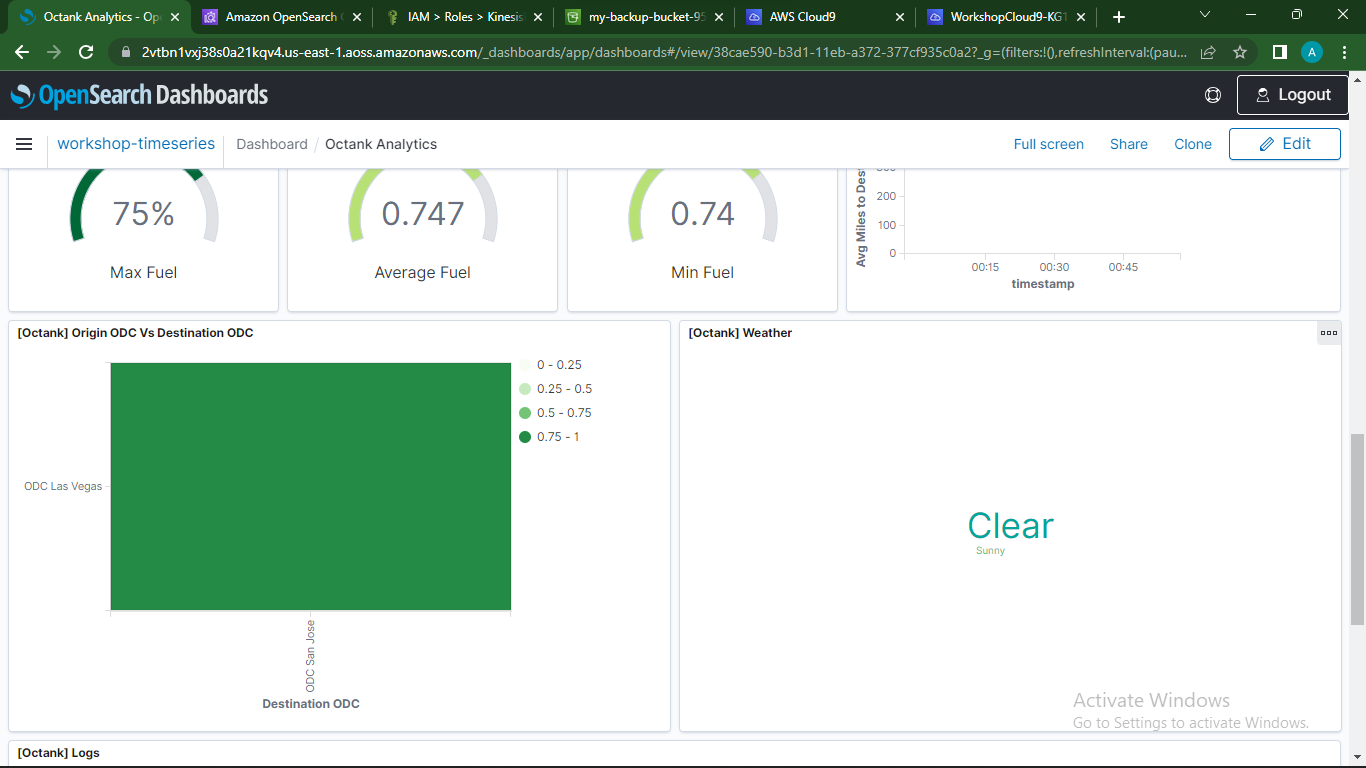 Octank Analytics - Ope
Amazon OpenSearch
IAM > Roles > Kinesis
my-backup-bucket-95
AWS Cloud9
WorkshopCloud9-KG1
2vtbn1vxj38s0a21kqv4.us-east-1.aoss.amazonaws.com/_dashboards/app/dashboards#/view/38cae590-b3d1-11eb-a372-377cf935c0a2?_g=(filters:!(),refreshInterval:(pau...
A
OpenSearch Dashboards
Logout
workshop-timeseries
Dashboard / Octank Analytics
Full screen
Share
Clone
Edit
75%
Max Fuel
0.747
Average Fuel
0.74
Min Fuel
Avg Miles to Des
300
200
100
0
00:15
00:30
00:45
timestamp
[Octank] Origin ODC Vs Destination ODC
0 - 0.25
0.25 - 0.5
0.5 - 0.75
0.75 - 1
ODC Las Vegas
ODC San Jose
Destination ODC
[Octank] Weather
Clear
Sunny
Activate Windows
Go to Settings to activate Windows.
[Octank] Logs